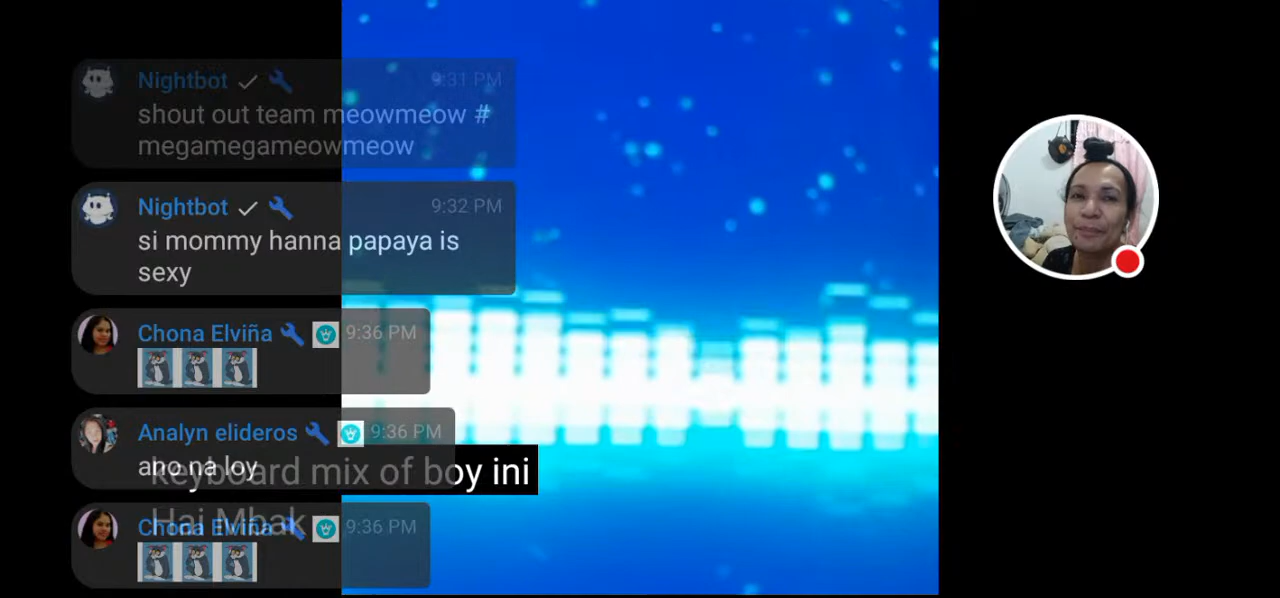 Nightbot 9:31 PM
shout out team meowmeow #
megamegameowmeow
Nightbot 9:32 PM
si mommy hanna papaya is
sexy
Chona Elviña 9:36 PM
Analyn elideros 9:36 PM
ano na loy
keyboard mix of boy ini
Hai Mbak
Chona Elviña 9:36 PM